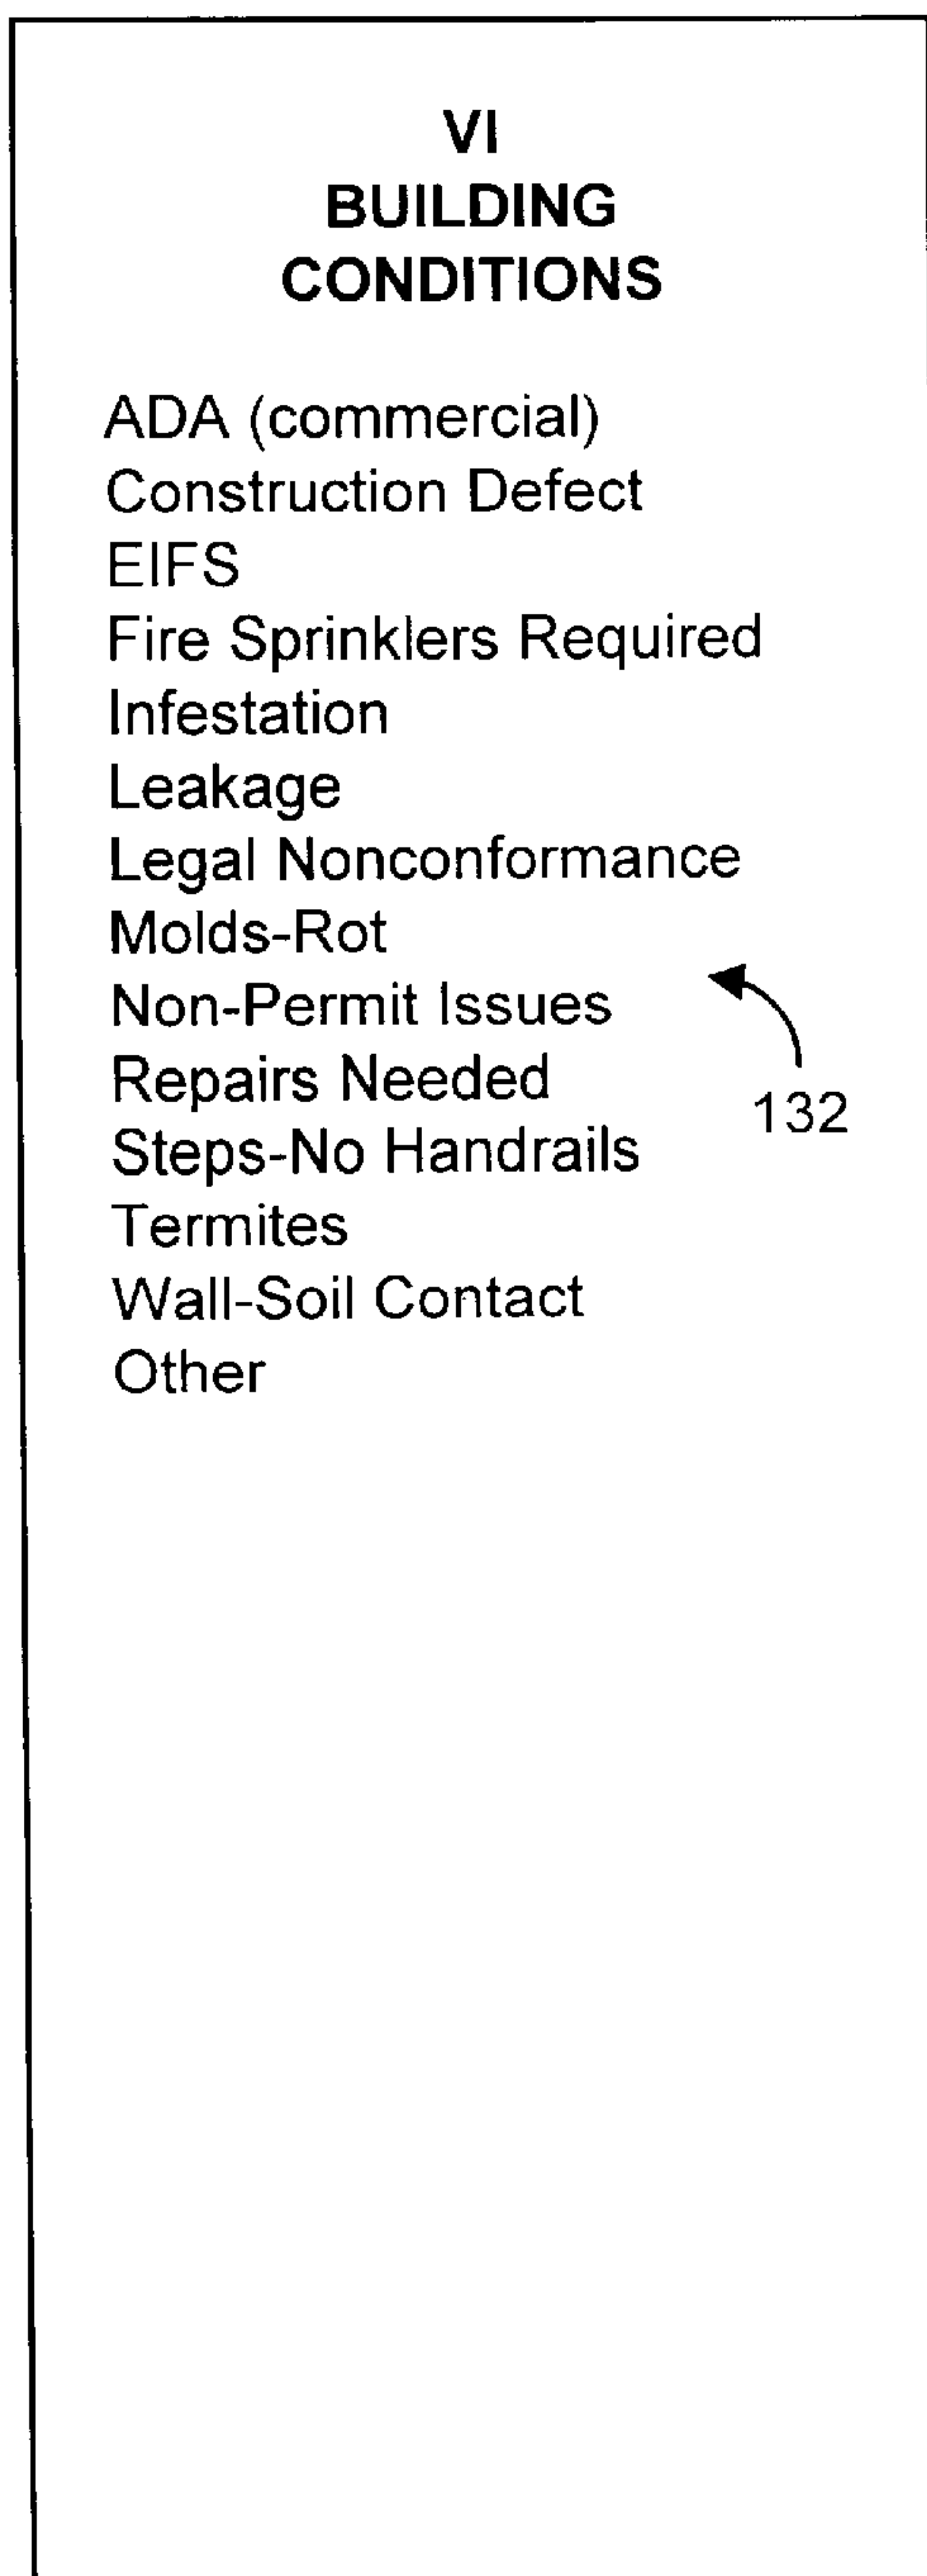 VI
BUILDING
CONDITIONS
ADA (commercial)
Construction Defect
EIFS
Fire Sprinklers Required
Infestation
Leakage
Legal Nonconformance
Molds-Rot
Non-Permit Issues
Repairs Needed
132
Steps-No Handrails
Termites
Wall-Soil Contact
Other